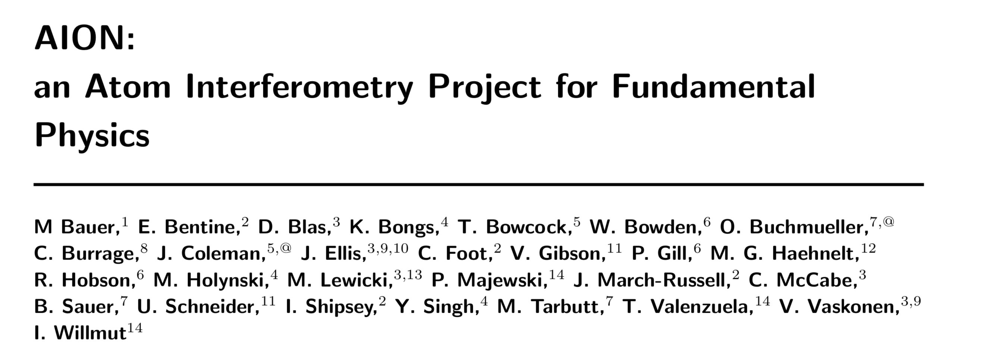 AION:
an Atom Interferometry Project for Fundamental
Physics
M Bauer,1 E. Bentine,2 D. Blas,3 K. Bongs,4 T. Bowcock,5 W. Bowden,6 O. Buchmueller,7,@
C. Burrage,8 J. Coleman,5,@ J. Ellis,3,9,10 C. Foot,2 V. Gibson,11 P. Gill,6 M. G. Haehnelt,12
R. Hobson,6 M. Holynski,4 M. Lewicki,3,13 P. Majewski,14 J. March-Russell,2 C. McCabe,3
B. Sauer,7 U. Schneider,11 I. Shipsey,2 Y. Singh,4 M. Tarbutt,7 T. Valenzuela,14 V. Vaskonen,3,9
I. Willmut14